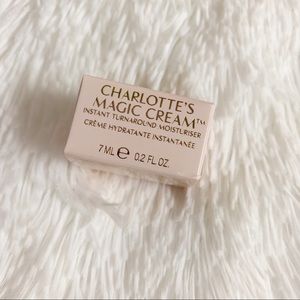 CHARLOTTE'S
MAGIC CREAM™
INSTANT TURNAROUND MOISTURISER
CRÈME HYDRATANTE INSTANTANÉE
7 ML ℮ 0.2 FL.OZ.